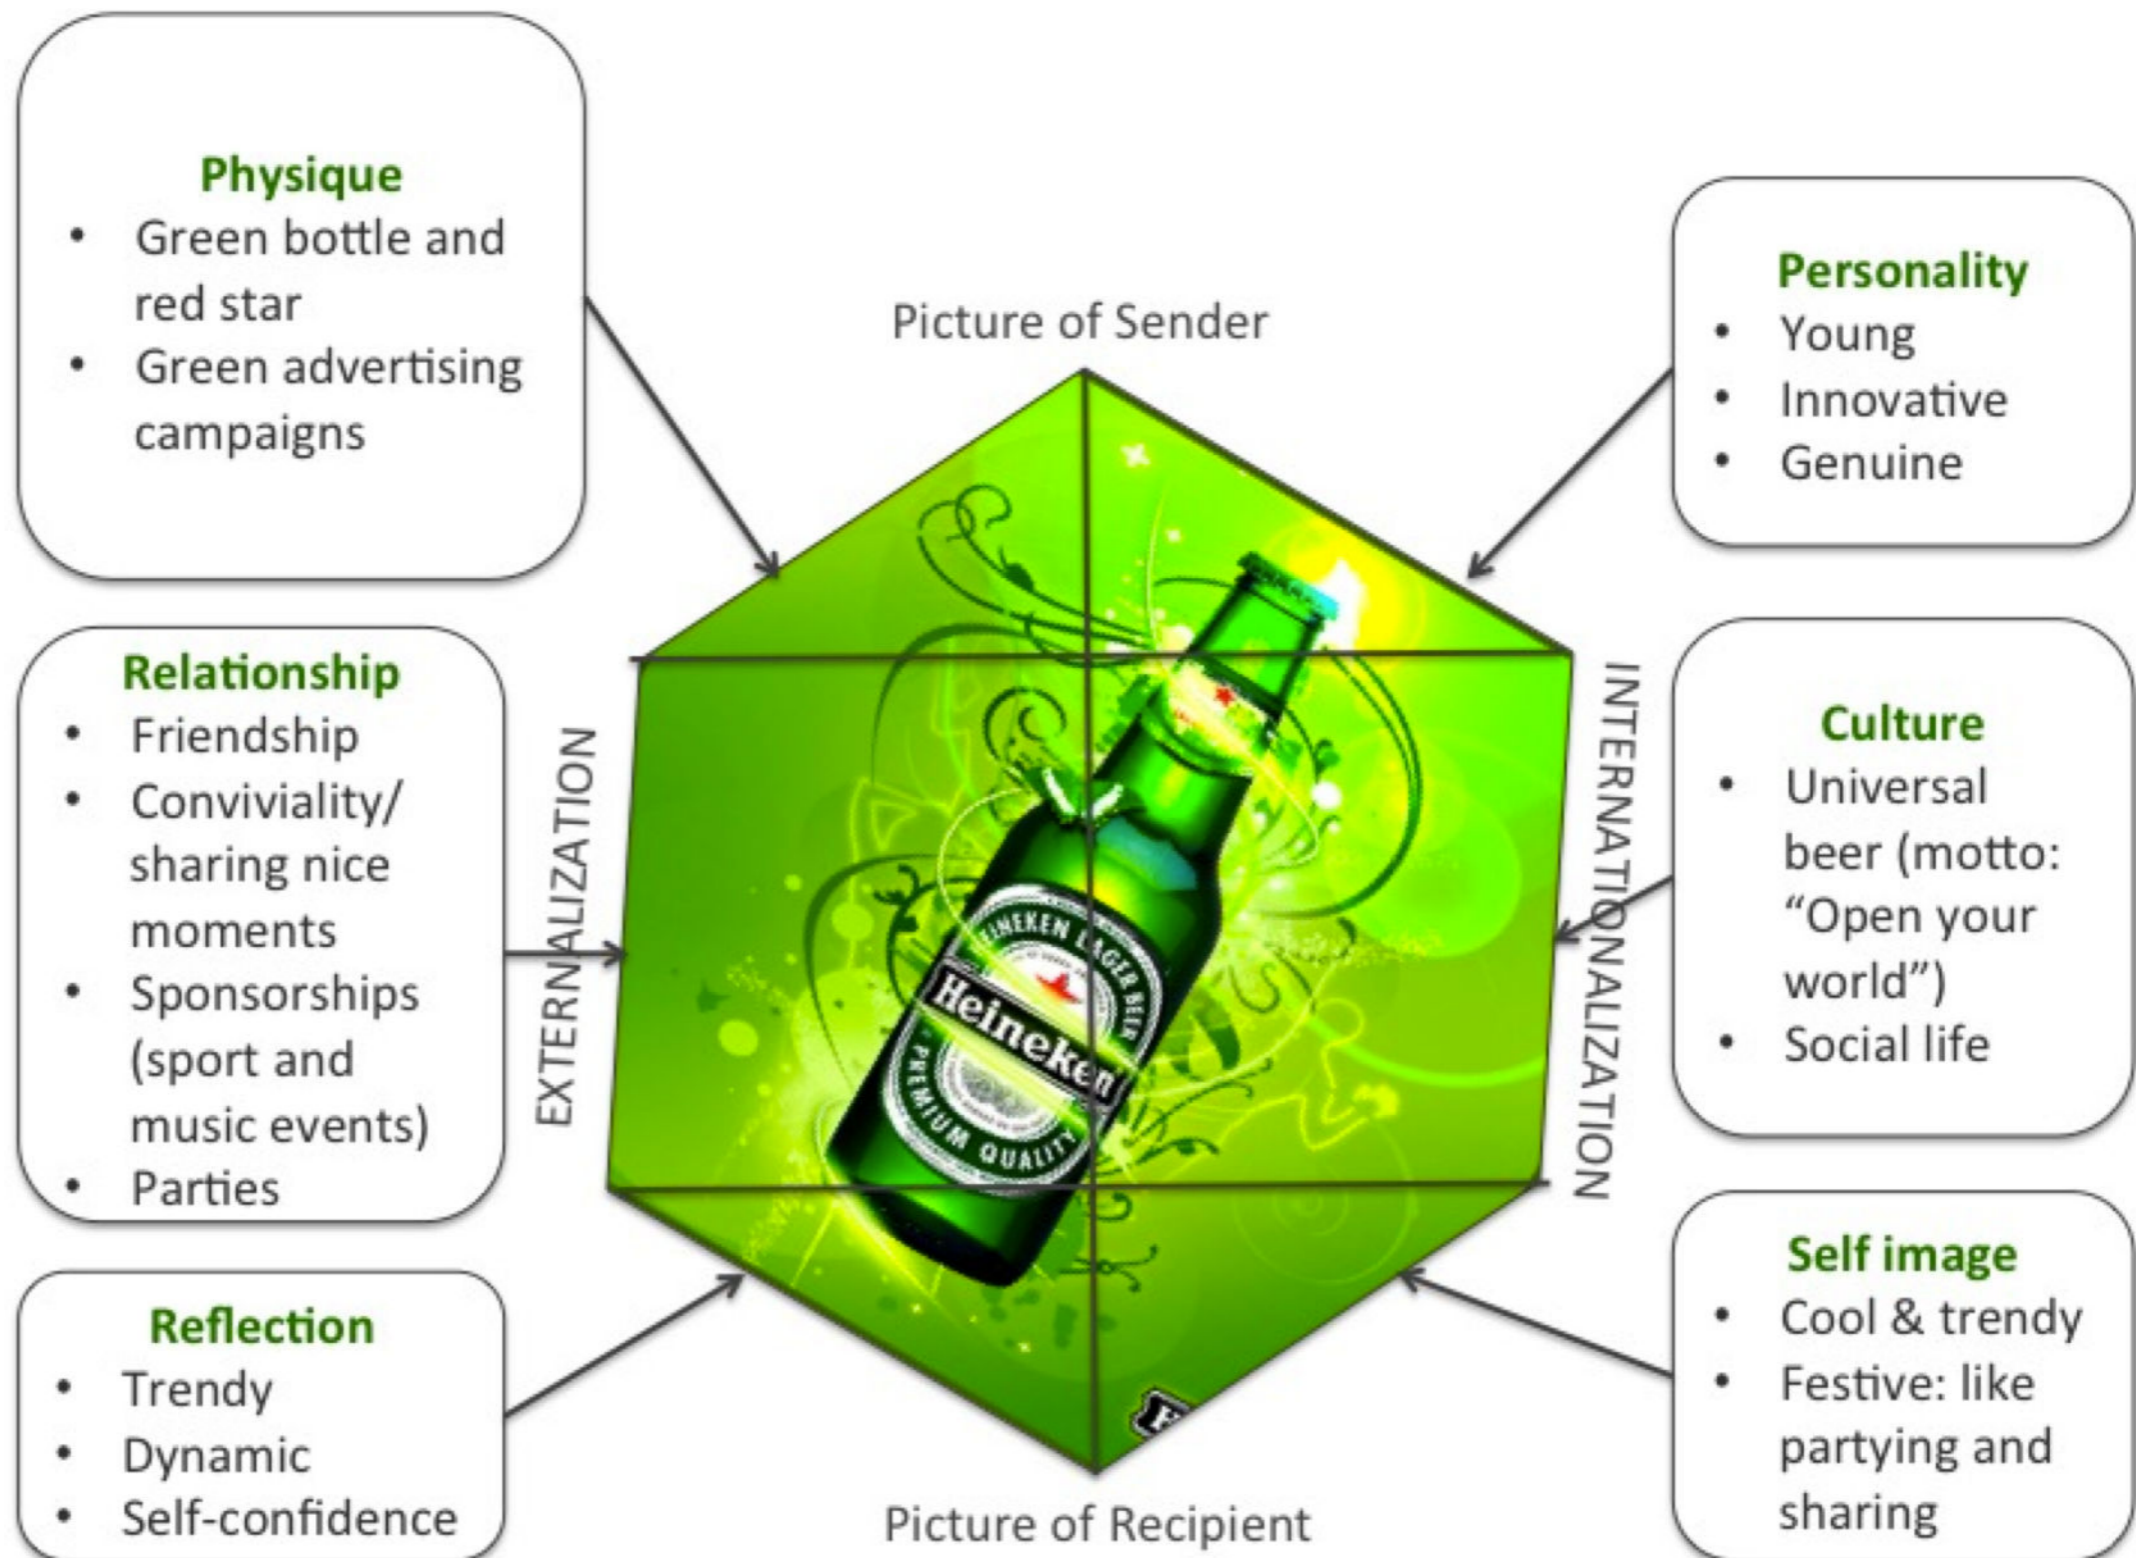 Physique
• Green bottle and
red star
• Green advertising
campaigns
Picture of Sender
Personality
• Young
• Innovative
• Genuine
Relationship
• Friendship
• Conviviality/
sharing nice
moments
• Sponsorships
(sport and
music events)
• Parties
EXTERNALIZATION
HEINEKEN LAGER BEER
Heineken
PREMIUM QUALITY
INTERNATIONALIZATION
Culture
• Universal
beer (motto:
“Open your
world”)
• Social life
Reflection
• Trendy
• Dynamic
• Self-confidence
Self image
• Cool & trendy
• Festive: like
partying and
sharing
Picture of Recipient